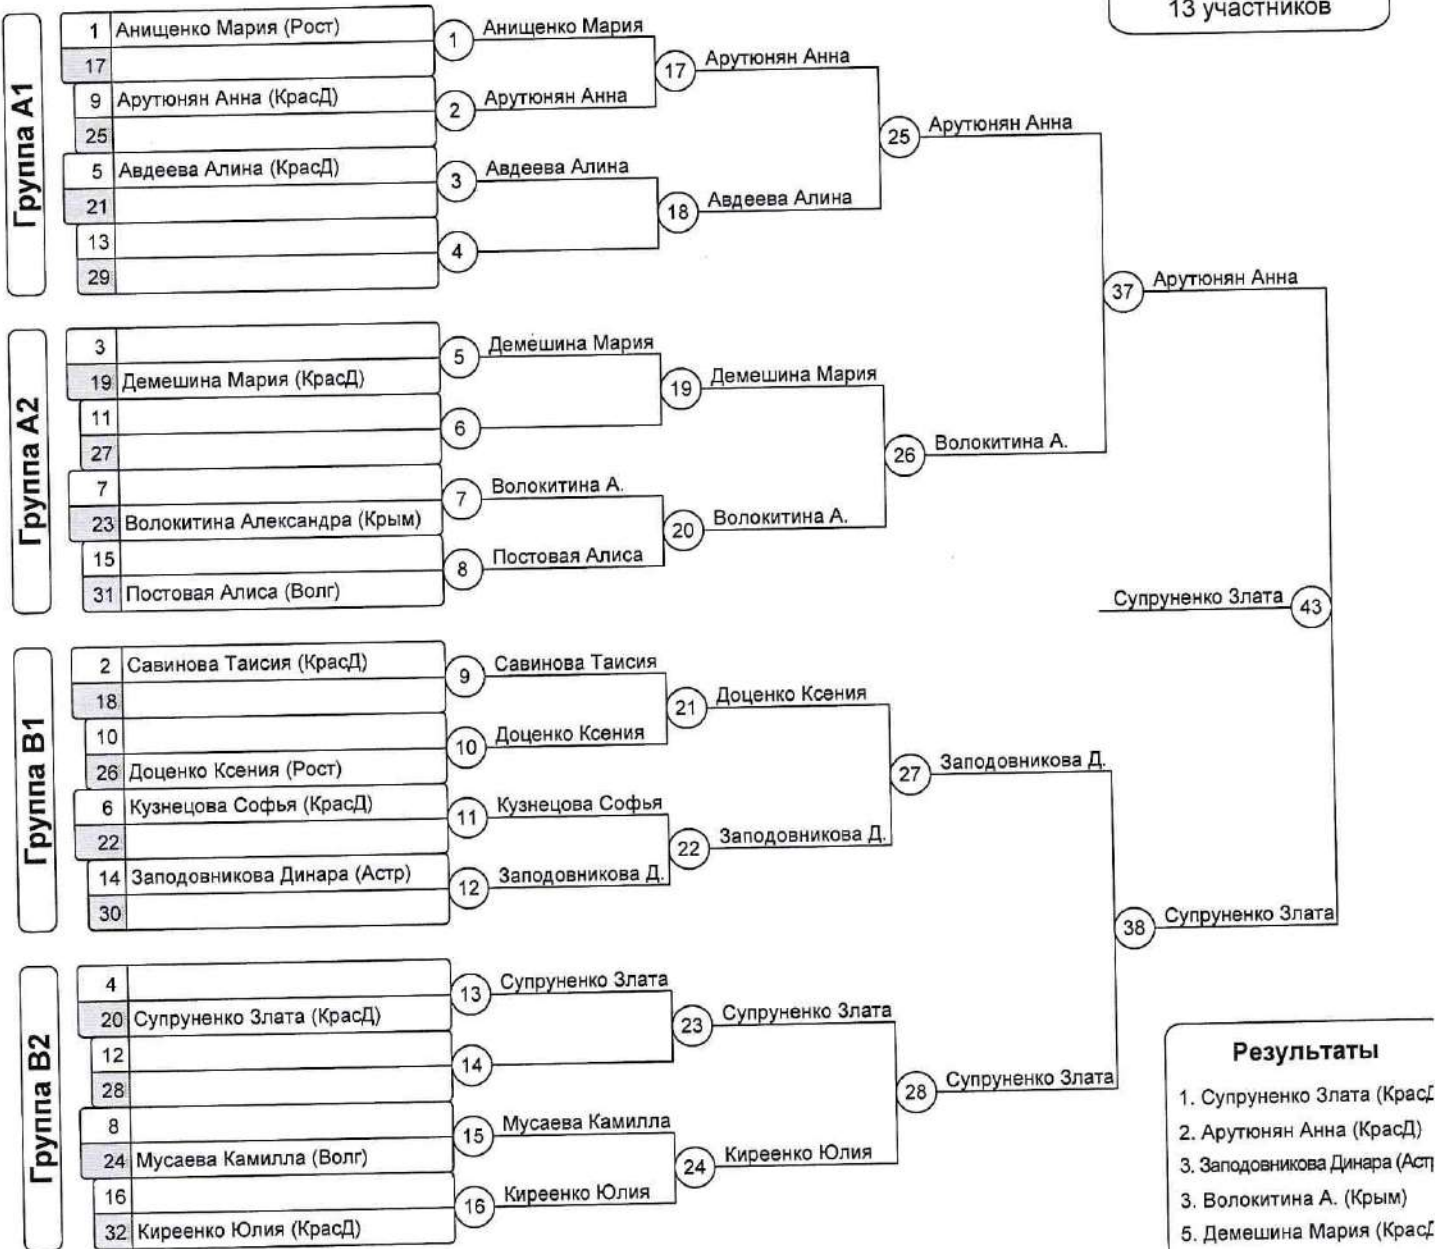 13 участников
Группа А1
1 Анищенко Мария (Рост)
17
9 Арутюнян Анна (КрасД)
25
5 Авдеева Алина (КрасД)
21
13
29
1 Анищенко Мария
2 Арутюнян Анна
3 Авдеева Алина
4
17 Арутюнян Анна
18 Авдеева Алина
25 Арутюнян Анна
Группа А2
3
19 Демешина Мария (КрасД)
11
27
7
23 Волокитина Александра (Крым)
15
31 Постовая Алиса (Волг)
5 Демешина Мария
6
7 Волокитина А.
8 Постовая Алиса
19 Демешина Мария
20 Волокитина А.
26 Волокитина А.
37 Арутюнян Анна
Супруненко Злата 43
Группа В1
2 Савинова Таисия (КрасД)
18
10
26 Доценко Ксения (Рост)
6 Кузнецова Софья (КрасД)
22
14 Заподовникова Динара (Астр)
30
9 Савинова Таисия
10 Доценко Ксения
11 Кузнецова Софья
12 Заподовникова Д.
21 Доценко Ксения
22 Заподовникова Д.
27 Заподовникова Д.
Группа В2
4
20 Супруненко Злата (КрасД)
12
28
8
24 Мусаева Камилла (Волг)
16
32 Киреенко Юлия (КрасД)
13 Супруненко Злата
14
15 Мусаева Камилла
16 Киреенко Юлия
23 Супруненко Злата
24 Киреенко Юлия
28 Супруненко Злата
38 Супруненко Злата
Результаты
1. Супруненко Злата (Крас
2. Арутюнян Анна (КрасД)
3. Заподовникова Динара (Аст
3. Волокитина А. (Крым)
5. Демешина Мария (Крас